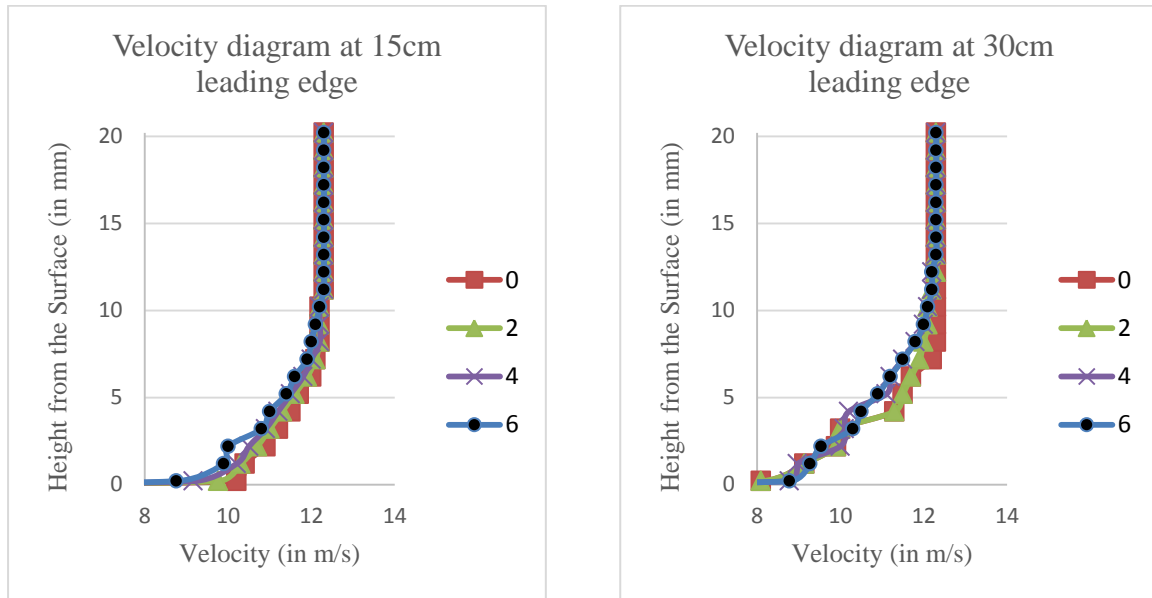 Velocity diagram at 15cm
leading edge
Height from the Surface (in mm)
20
15
10
5
0
8 10 12 14
Velocity (in m/s)
0
2
4
6
Velocity diagram at 30cm
leading edge
Height from the Surface (in mm)
20
15
10
5
0
8 10 12 14
Velocity (in m/s)
0
2
4
6